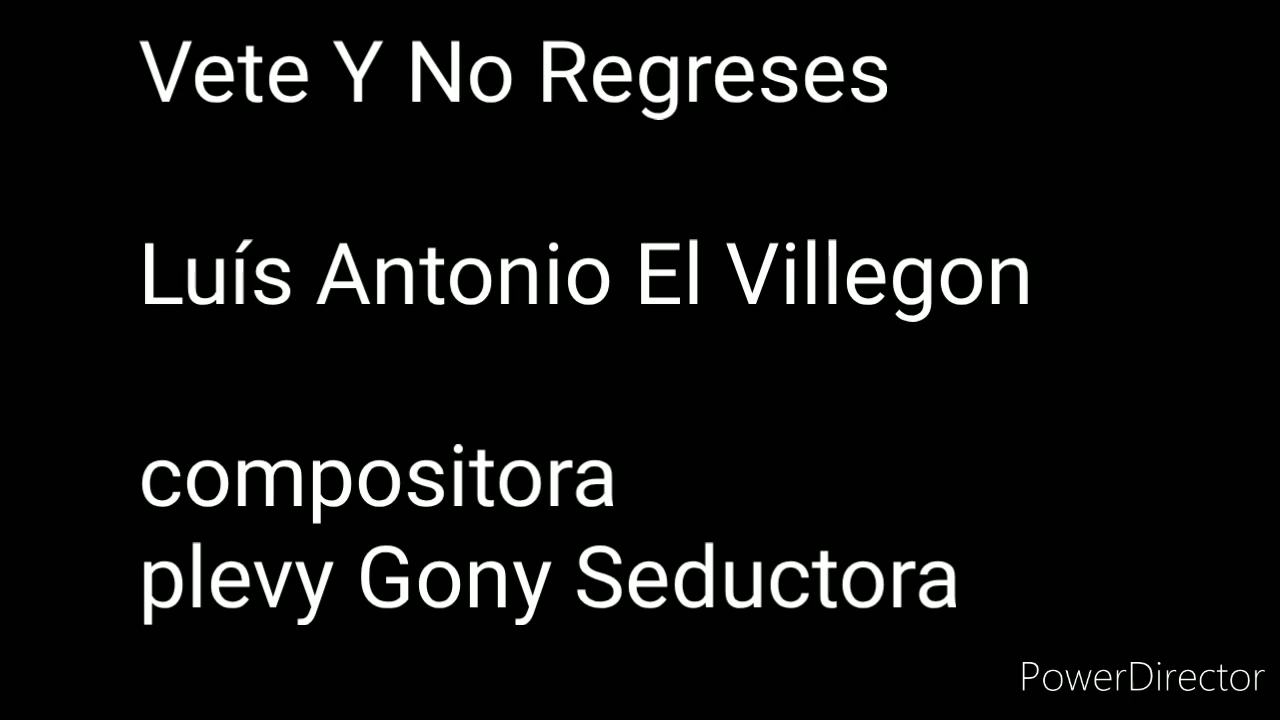 Vete Y No Regreses
Luís Antonio El Villegon
compositora
plevy Gony Seductora
PowerDirector